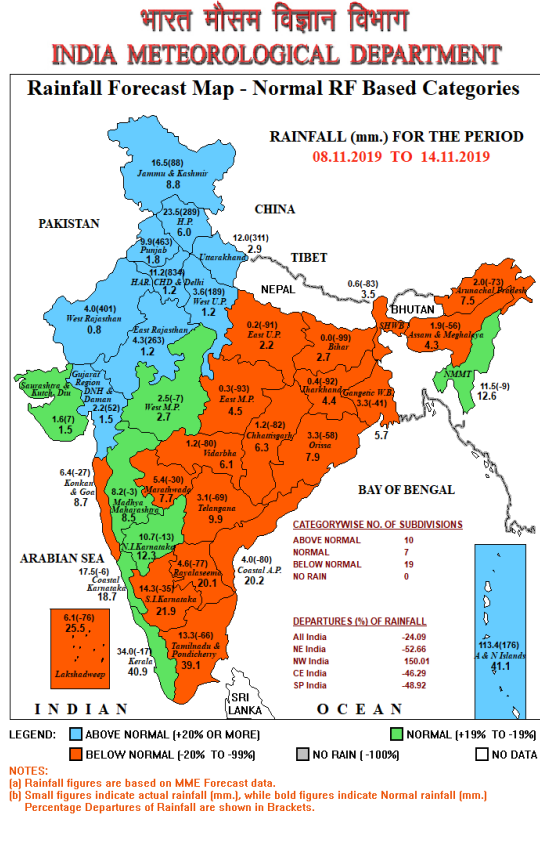 भारत मौसम विज्ञान विभाग
INDIA METEOROLOGICAL DEPARTMENT
Rainfall Forecast Map - Normal RF Based Categories
RAINFALL (mm.) FOR THE PERIOD
08.11.2019 TO 14.11.2019
16.5(88)
Jammu & Kashmir
8.8
CHINA
23.5(289)
H.P.
6.0
PAKISTAN
9.9(463)
Punjab
1.8
12.0(311)
2.9
Uttarakhand
TIBET
11.2(834)
HAR. CHD & Delhi
1.2
3.6(189)
West U.P.
1.2
NEPAL
0.6(-83)
3.5
2.0(-73)
Arunachal Pradesh
7.5
BHUTAN
4.0(401)
West Rajasthan
0.8
East Rajasthan
4.3(263)
1.2
0.2(-91)
East U.P.
2.2
0.0(-99)
Bihar
2.7
SHWB
1.9(-56)
Assam & Meghalaya
4.3
NMMT
11.5(-9)
12.6
Saurashtra &
Kutch, Diu
1.6(7)
1.5
Gujarat
Region
DNH &
Daman
2.2(52)
1.5
2.5(-7)
West M.P.
2.7
0.3(-93)
East M.P.
4.5
0.4(-92)
Jharkhand
4.4
Gangetic W.B
3.3(-41)
5.7
1.2(-82)
Chhattisgarh
6.3
3.3(-58)
Orissa
7.9
1.2(-80)
Vidarbha
6.1
6.4(-27)
Konkan
& Goa
8.7
8.2(-3)
Madhya
Maharashtra
8.5
5.4(-30)
Marathwada
7.7
3.1(-69)
Telangana
9.9
BAY OF BENGAL
10.7(-13)
N.I.Karnataka
12.3
ARABIAN SEA
17.5(-6)
Coastal
Karnataka
18.7
4.6(-77)
Rayalaseema
20.1
4.0(-80)
Coastal A.P.
20.2
14.3(-35)
S.I.Karnataka
21.9
CATEGORYWISE NO. OF SUBDIVISIONS
ABOVE NORMAL 10
NORMAL 7
BELOW NORMAL 19
NO RAIN 0
DEPARTURES (%) OF RAINFALL
All India -24.09
NE India -52.66
NW India 150.01
CE India -46.29
SP India -48.92
6.1(-76)
25.5
Lakshadweep
34.0(-17)
Kerala
40.9
13.3(-66)
Tamilnadu &
Pondicherry
39.1
113.4(176)
A & N Islands
41.1
SRI
LANKA
INDIAN OCEAN
LEGEND: ABOVE NORMAL (+20% OR MORE) NORMAL (+19% TO -19%)
BELOW NORMAL (-20% TO -99%) NO RAIN ( -100%) NO DATA
NOTES:
(a) Rainfall figures are based on MME Forecast data.
(b) Small figures indicate actual rainfall (mm.), while bold figures indicate Normal rainfall (mm.)
Percentage Departures of Rainfall are shown in Brackets.